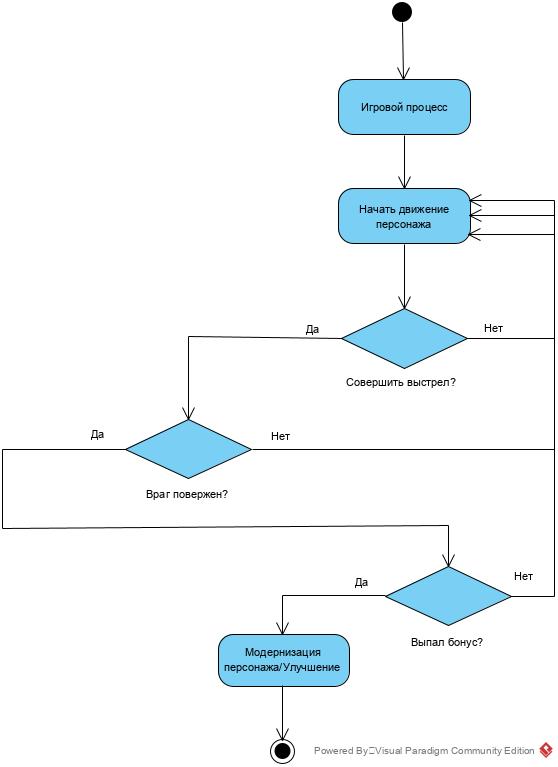 Игровой процесс
Начать движение
персонажа
Да
Нет
Совершить выстрел?
Да
Нет
Враг повержен?
Да
Нет
Выпал бонус?
Модернизация
персонажа/Улучшение
Powered By Visual Paradigm Community Edition